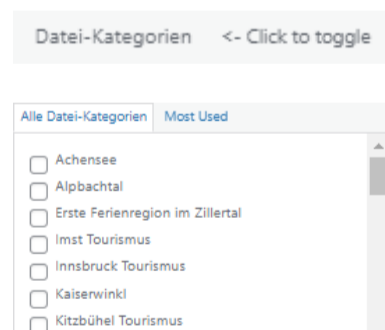 Datei-Kategorien <- Click to toggle
Alle Datei-Kategorien Most Used
Achensee
Alpbachtal
Erste Ferienregion im Zillertal
Imst Tourismus
Innsbruck Tourismus
Kaiserwinkl
Kitzbühel Tourismus